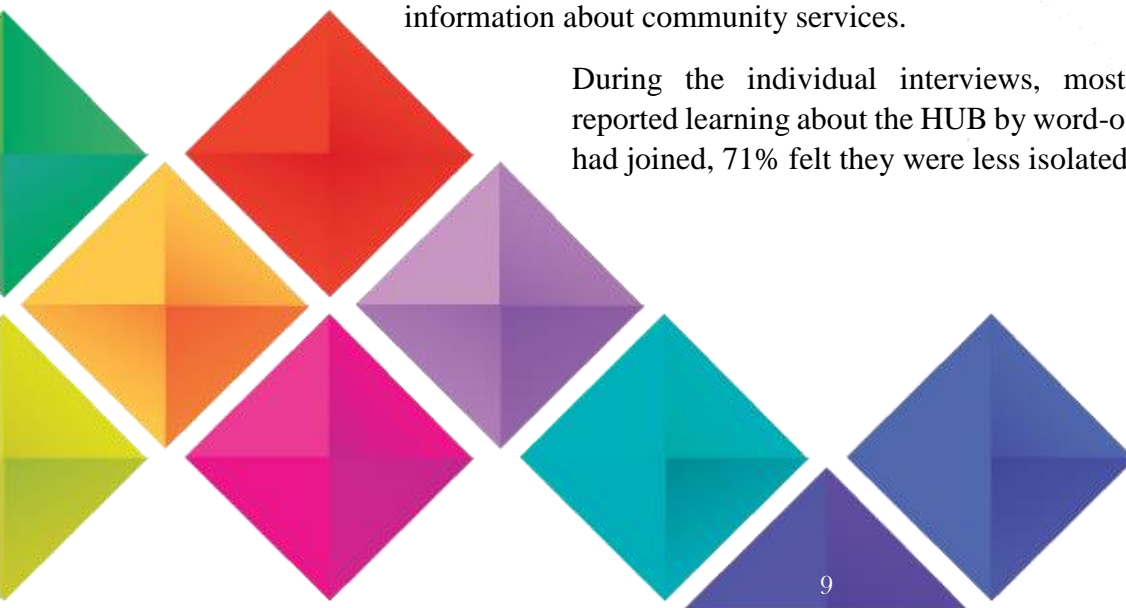 information about community services.
During the individual interviews, most
reported learning about the HUB by word-o
had joined, 71% felt they were less isolated
9